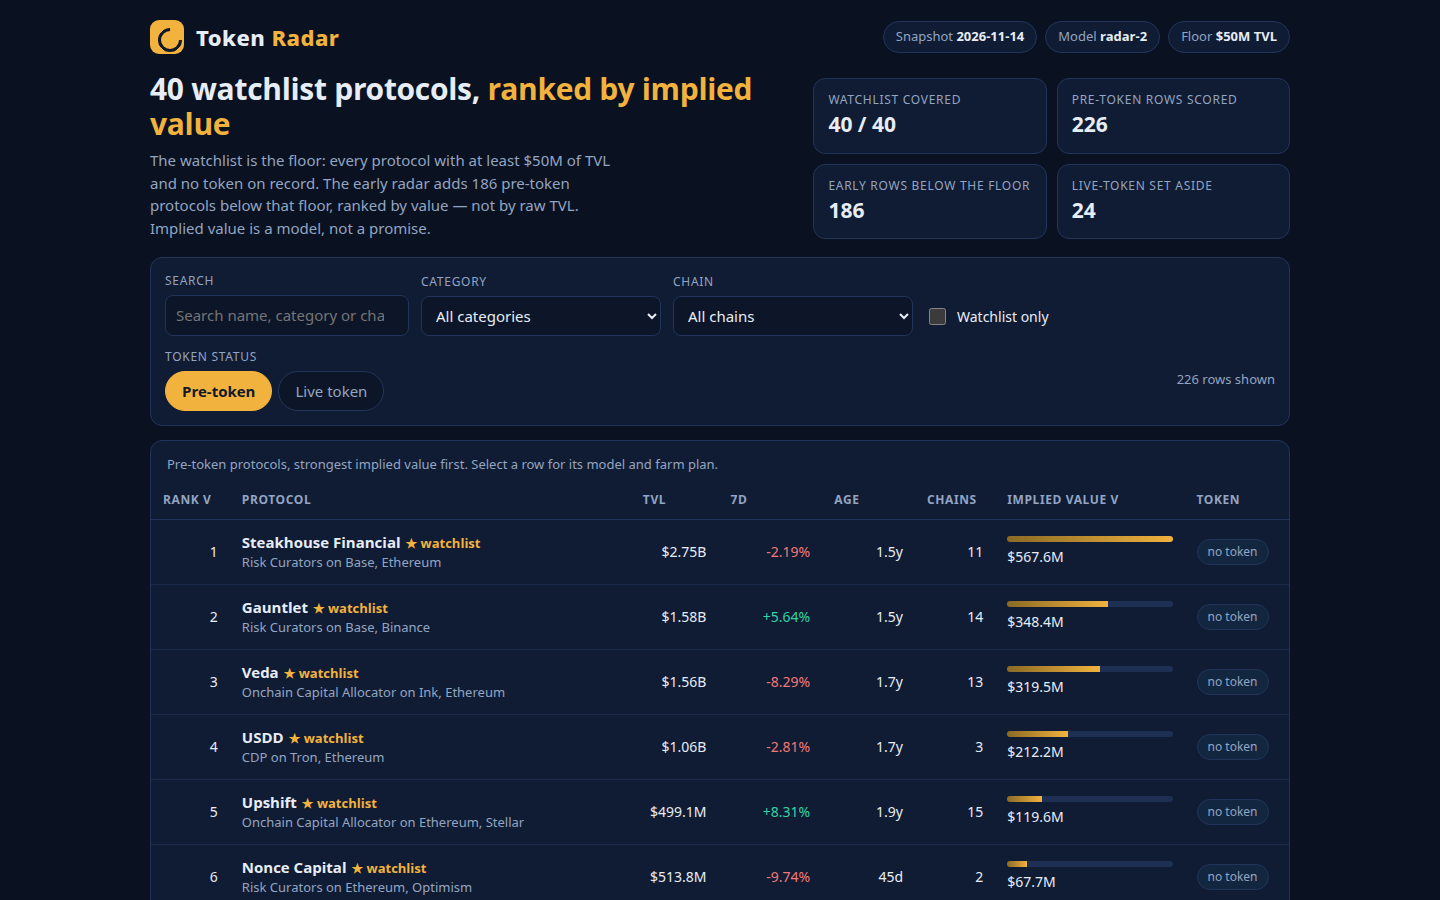 Token Radar
Snapshot 2026-11-14
Model radar-2
Floor $50M TVL
40 watchlist protocols, ranked by implied
value
The watchlist is the floor: every protocol with at least $50M of TVL
and no token on record. The early radar adds 186 pre-token
protocols below that floor, ranked by value — not by raw TVL.
Implied value is a model, not a promise.
WATCHLIST COVERED
40 / 40
PRE-TOKEN ROWS SCORED
226
EARLY ROWS BELOW THE FLOOR
186
LIVE-TOKEN SET ASIDE
24
SEARCH
Search name, category or cha
CATEGORY
All categories
CHAIN
All chains
Watchlist only
TOKEN STATUS
Pre-token
Live token
226 rows shown
Pre-token protocols, strongest implied value first. Select a row for its model and farm plan.
RANK V PROTOCOL TVL 7D AGE CHAINS IMPLIED VALUE V TOKEN
1 Steakhouse Financial ★ watchlist $2.75B -2.19% 1.5y 11 $567.6M no token
Risk Curators on Base, Ethereum
2 Gauntlet ★ watchlist $1.58B +5.64% 1.5y 14 $348.4M no token
Risk Curators on Base, Binance
3 Veda ★ watchlist $1.56B -8.29% 1.7y 13 $319.5M no token
Onchain Capital Allocator on Ink, Ethereum
4 USDD ★ watchlist $1.06B -2.81% 1.7y 3 $212.2M no token
CDP on Tron, Ethereum
5 Upshift ★ watchlist $499.1M +8.31% 1.9y 15 $119.6M no token
Onchain Capital Allocator on Ethereum, Stellar
6 Nonce Capital ★ watchlist $513.8M -9.74% 45d 2 $67.7M no token
Risk Curators on Ethereum, Optimism